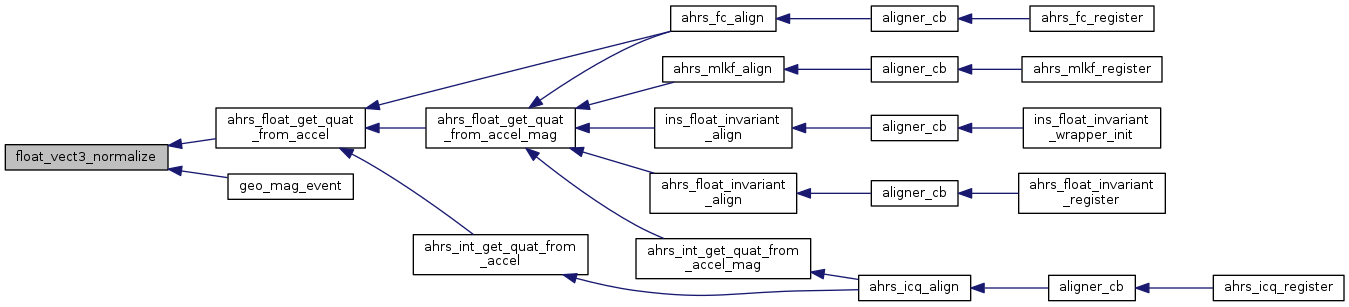 float_vect3_normalize
ahrs_float_get_quat
_from_accel
geo_mag_event
ahrs_float_get_quat
_from_accel_mag
ahrs_int_get_quat_from
_accel
ahrs_fc_align
aligner_cb
ahrs_fc_register
ahrs_mlkf_align
aligner_cb
ahrs_mlkf_register
ins_float_invariant
_align
aligner_cb
ins_float_invariant
_wrapper_init
ahrs_float_invariant
_align
aligner_cb
ahrs_float_invariant
_register
ahrs_int_get_quat_from
_accel_mag
ahrs_icq_align
aligner_cb
ahrs_icq_register